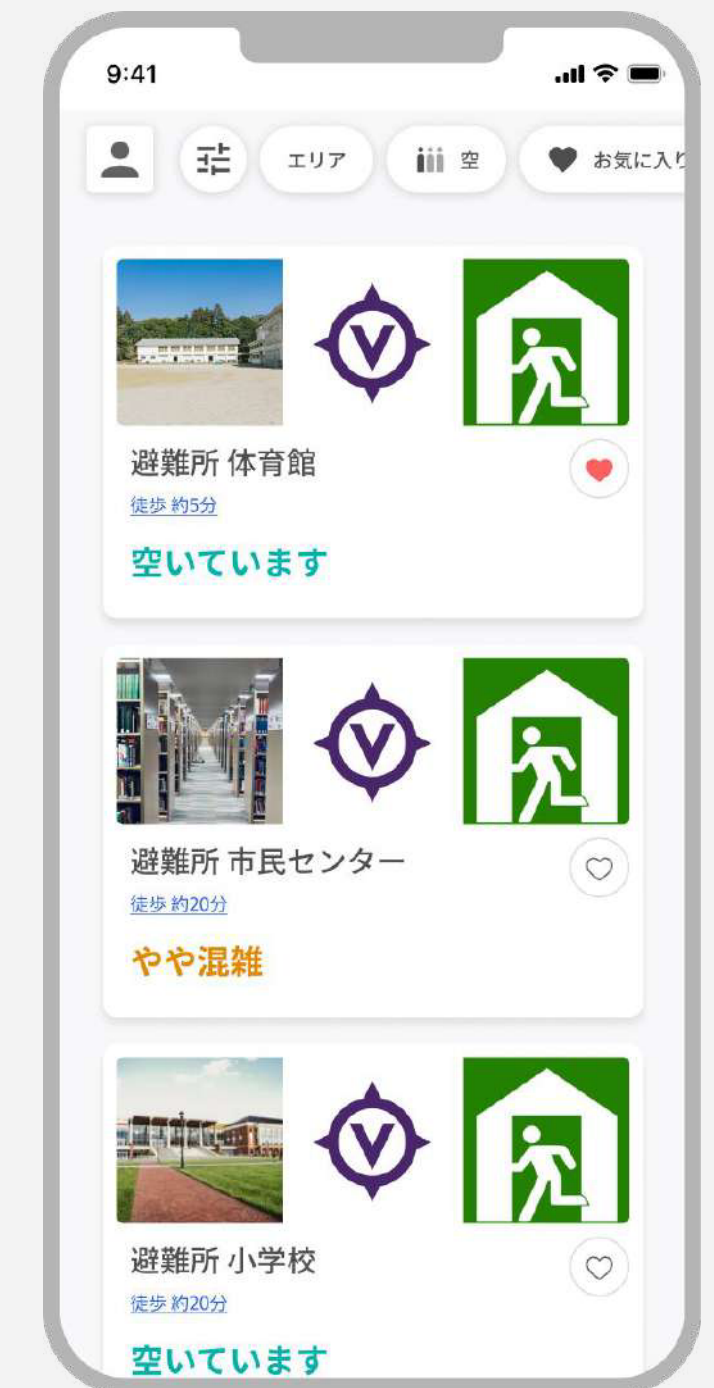 9:41
エリア
空
お気に入り
V
避難所 体育館
徒歩 約5分
空いています
V
避難所 市民センター
徒歩 約20分
やや混雑
V
避難所 小学校
徒歩 約20分
空いています